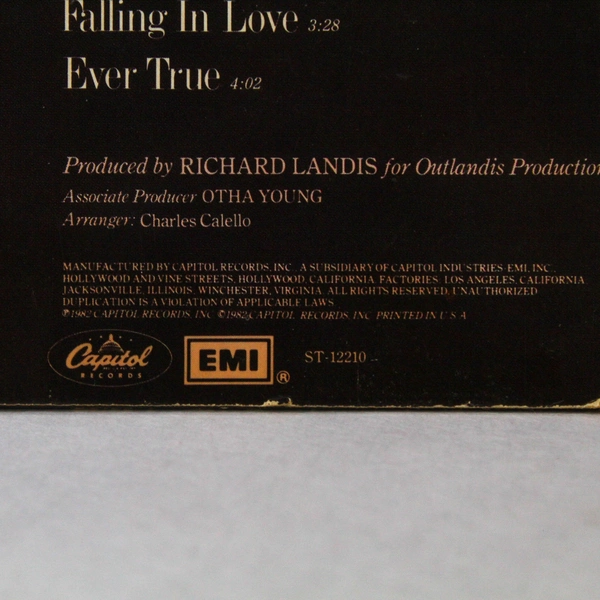 Falling In Love 3:28
Ever True 4:02
Produced by RICHARD LANDIS for Outlandis Production
Associate Producer OTHA YOUNG
Arranger: Charles Calello
MANUFACTURED BY CAPITOL RECORDS, INC., A SUBSIDIARY OF CAPITOL INDUSTRIES-EMI, INC.,
HOLLYWOOD AND VINE STREETS, HOLLYWOOD, CALIFORNIA. FACTORIES: LOS ANGELES, CALIFORNIA
JACKSONVILLE, ILLINOIS. WINCHESTER, VIRGINIA. ALL RIGHTS RESERVED. UNAUTHORIZED
DUPLICATION IS A VIOLATION OF APPLICABLE LAWS
℗1982 CAPITOL RECORDS, INC. ©1982 CAPITOL RECORDS, INC. PRINTED IN U.S.A.
Capitol
RECORDS
EMI ®
ST-12210